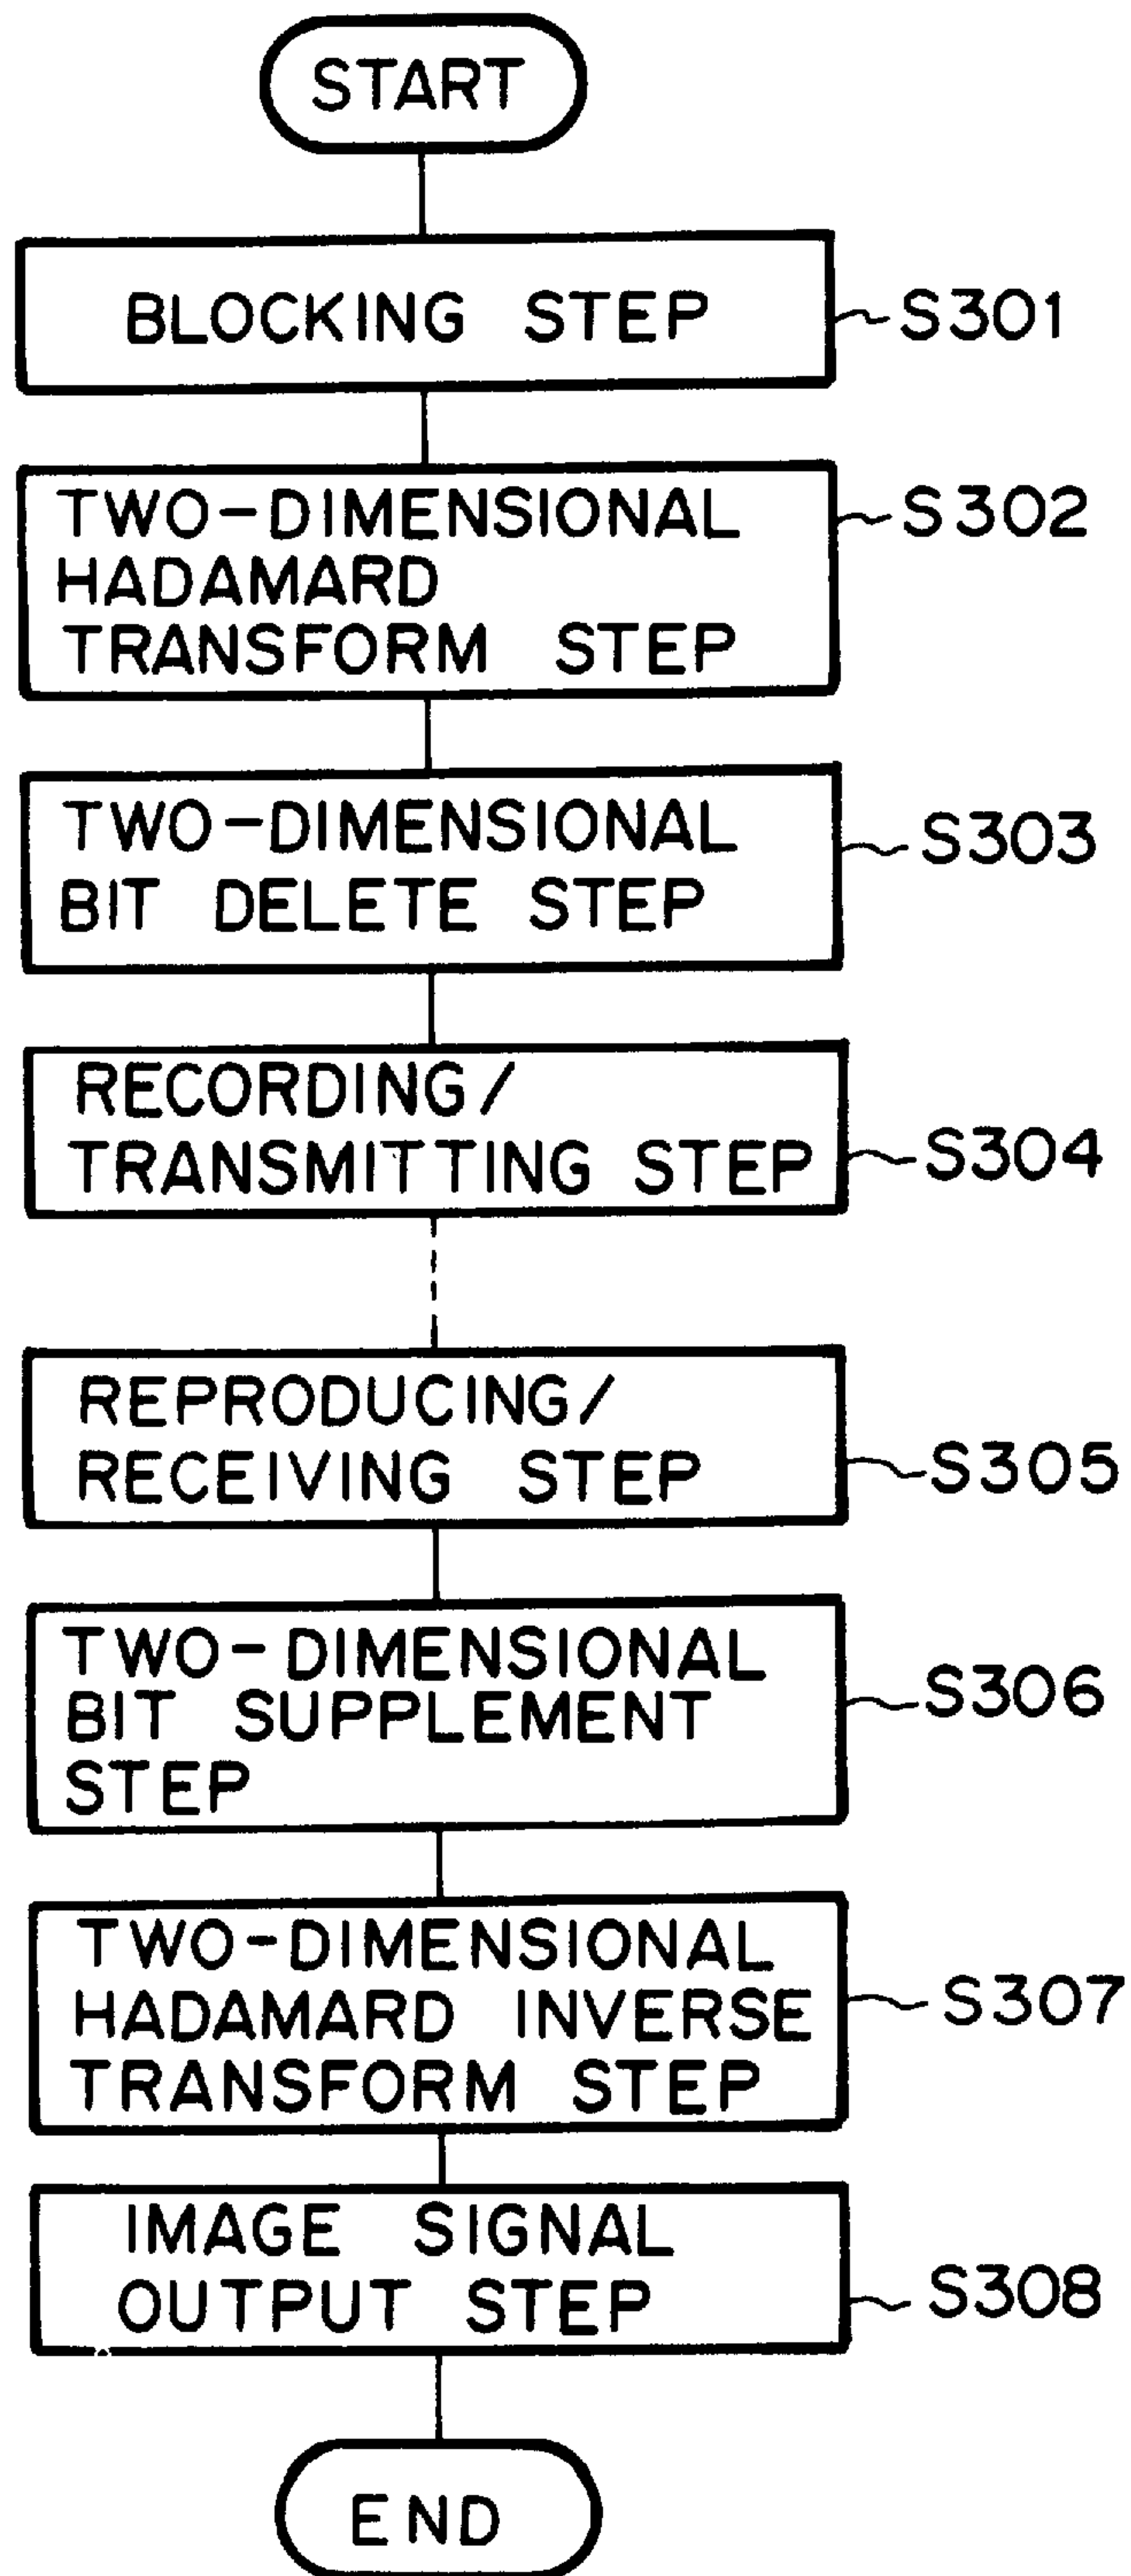 START
BLOCKING STEP
S301
TWO-DIMENSIONAL
HADAMARD
TRANSFORM STEP
S302
TWO-DIMENSIONAL
BIT DELETE STEP
S303
RECORDING/
TRANSMITTING STEP
S304
REPRODUCING/
RECEIVING STEP
S305
TWO-DIMENSIONAL
BIT SUPPLEMENT
STEP
S306
TWO-DIMENSIONAL
HADAMARD INVERSE
TRANSFORM STEP
S307
IMAGE SIGNAL
OUTPUT STEP
S308
END